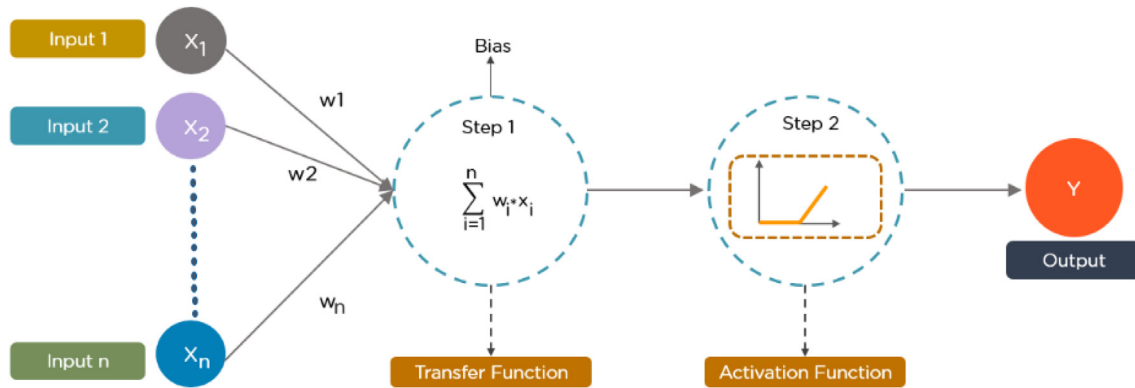 Input 1
X₁
Input 2
X₂
Input n
Xₙ
w1
w2
wₙ
Bias
Step 1
n
∑ wᵢ*xᵢ
i=1
Transfer Function
Step 2
Activation Function
Y
Output